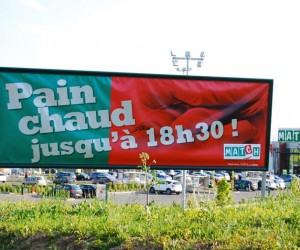 Pain
chaud
jusqu'à 18h30 !
MATCH
MATCH